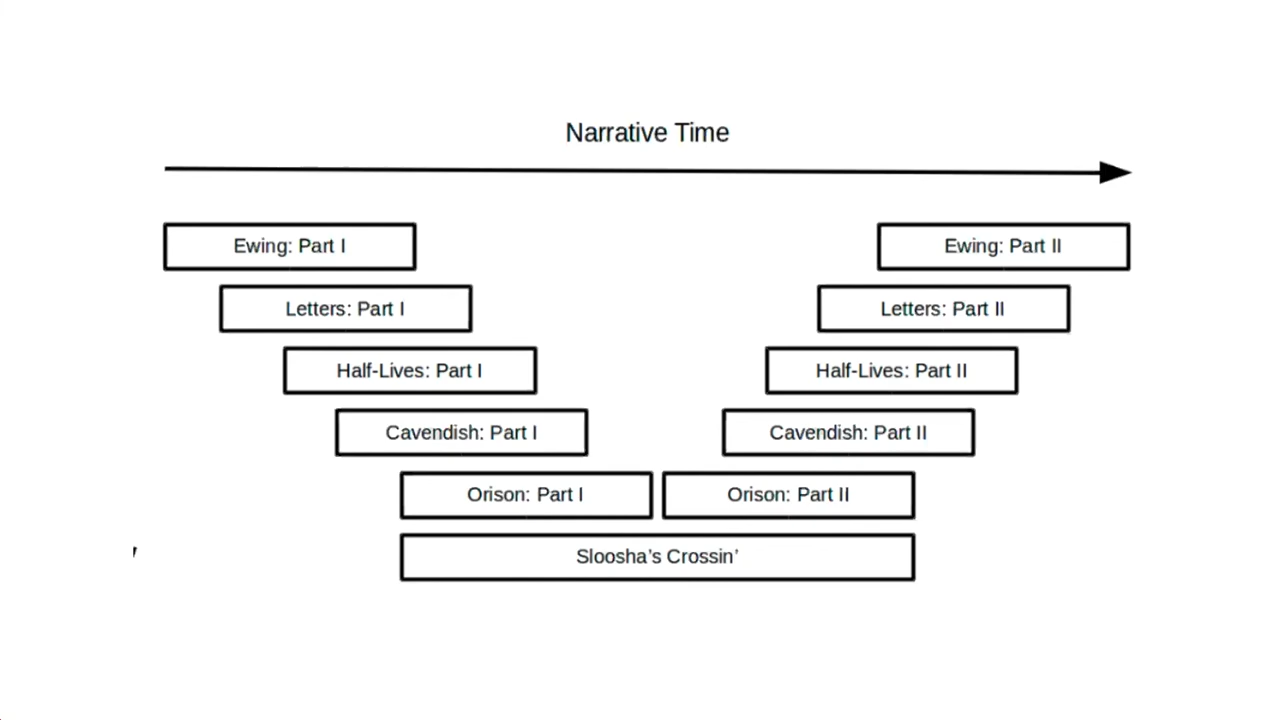 Narrative Time
Ewing: Part I
Ewing: Part II
Letters: Part I
Letters: Part II
Half-Lives: Part I
Half-Lives: Part II
Cavendish: Part I
Cavendish: Part II
Orison: Part I
Orison: Part II
Sloosha’s Crossin’